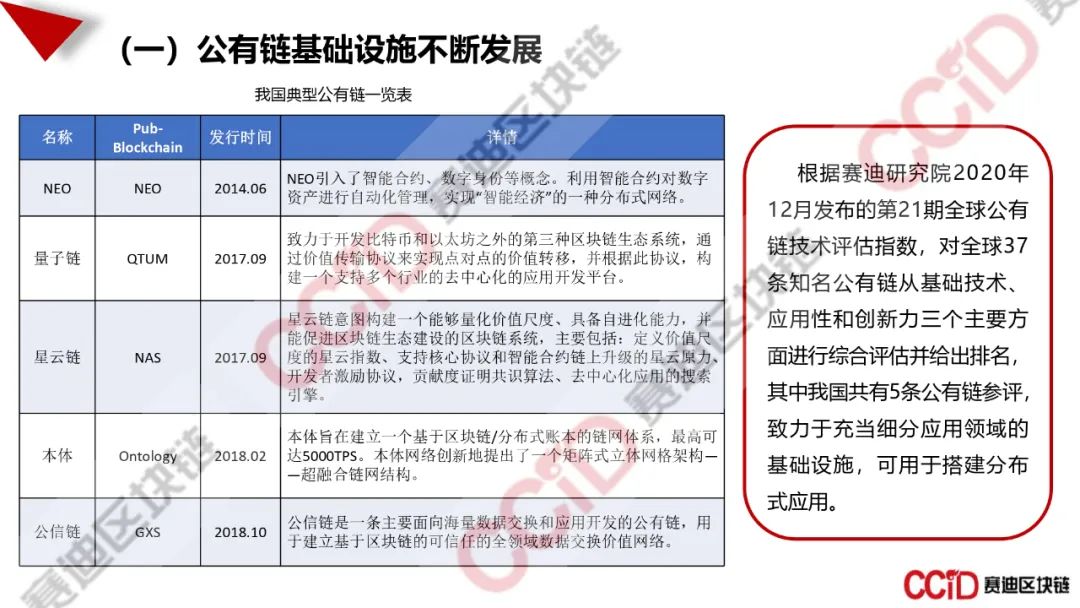 （一）公有链基础设施不断发展
我国典型公有链一览表
名称
Pub-
Blockchain
发行时间
详情
NEO
NEO
2014.06
NEO引入了智能合约、数字身份等概念。利用智能合约对数字
资产进行自动化管理，实现“智能经济”的一种分布式网络。
量子链
QTUM
2017.09
致力于开发比特币和以太坊之外的第三种区块链生态系统，通
过价值传输协议来实现点对点的价值转移，并根据此协议，构
建一个支持多个行业的去中心化的应用开发平台。
星云链
NAS
2017.09
星云链意图构建一个能够量化价值尺度、具备自进化能力，并
能促进区块链生态建设的区块链系统，主要包括：定义价值尺
度的星云指数、支持核心协议和智能合约链上升级的星云原力、
开发者激励协议，贡献度证明共识算法、去中心化应用的搜索
引擎。
本体
Ontology
2018.02
本体旨在建立一个基于区块链/分布式账本的链网体系，最高可
达5000TPS。本体网络创新地提出了一个矩阵式立体网格架构—
—超融合链网结构。
公信链
GXS
2018.10
公信链是一条主要面向海量数据交换和应用开发的公有链，用
于建立基于区块链的可信任的全领域数据交换价值网络。
根据赛迪研究院2020年
12月发布的第21期全球公有
链技术评估指数，对全球37
条知名公有链从基础技术、
应用性和创新力三个主要方
面进行综合评估并给出排名，
其中我国共有5条公有链参评，
致力于充当细分应用领域的
基础设施，可用于搭建分布
式应用。
CCiD 赛迪区块链
CCiD
赛迪区块链
CCiD
赛迪区块链
CCiD
赛迪区块链